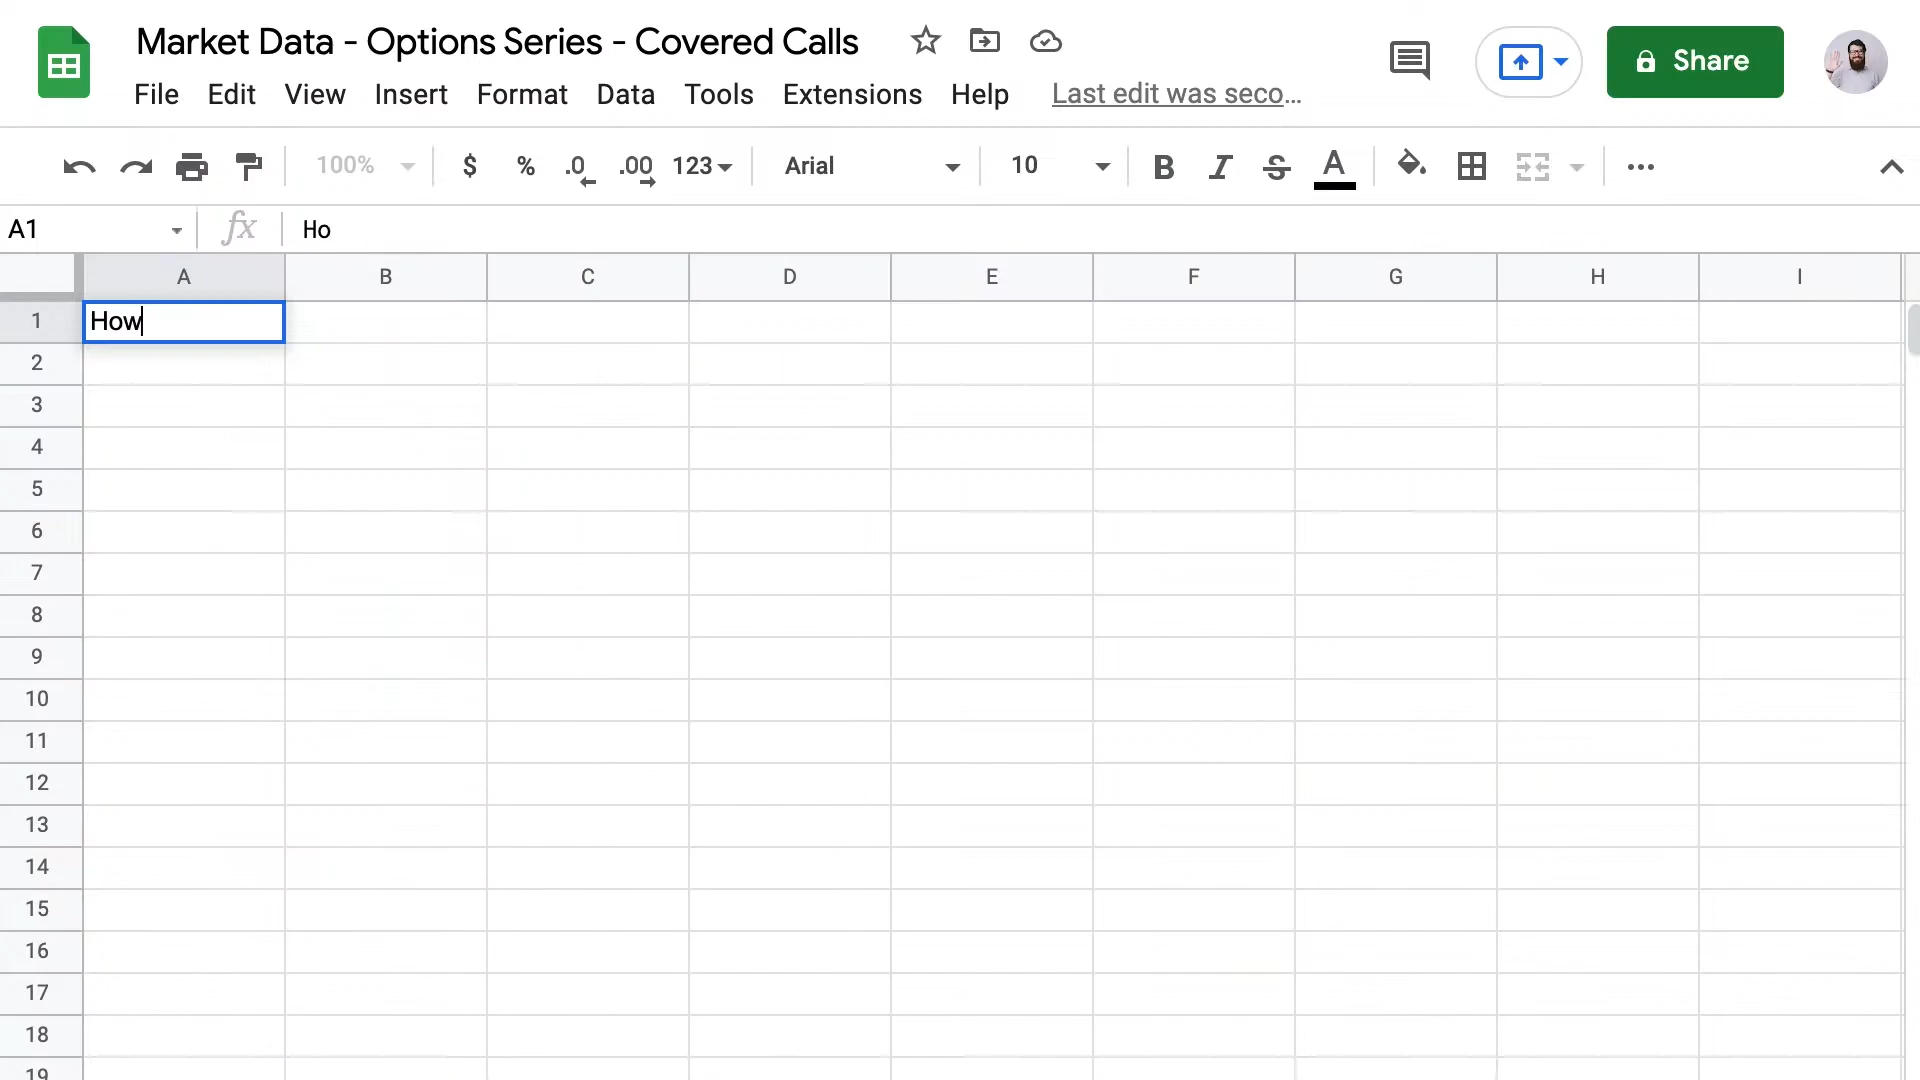 Market Data - Options Series - Covered Calls
Share
File Edit View Insert Format Data Tools Extensions Help Last edit was seco...
100% $ % .0 .00 123 Arial 10 B I S A
A1 fx Ho
A B C D E F G H I
1 How
2
3
4
5
6
7
8
9
10
11
12
13
14
15
16
17
18
19